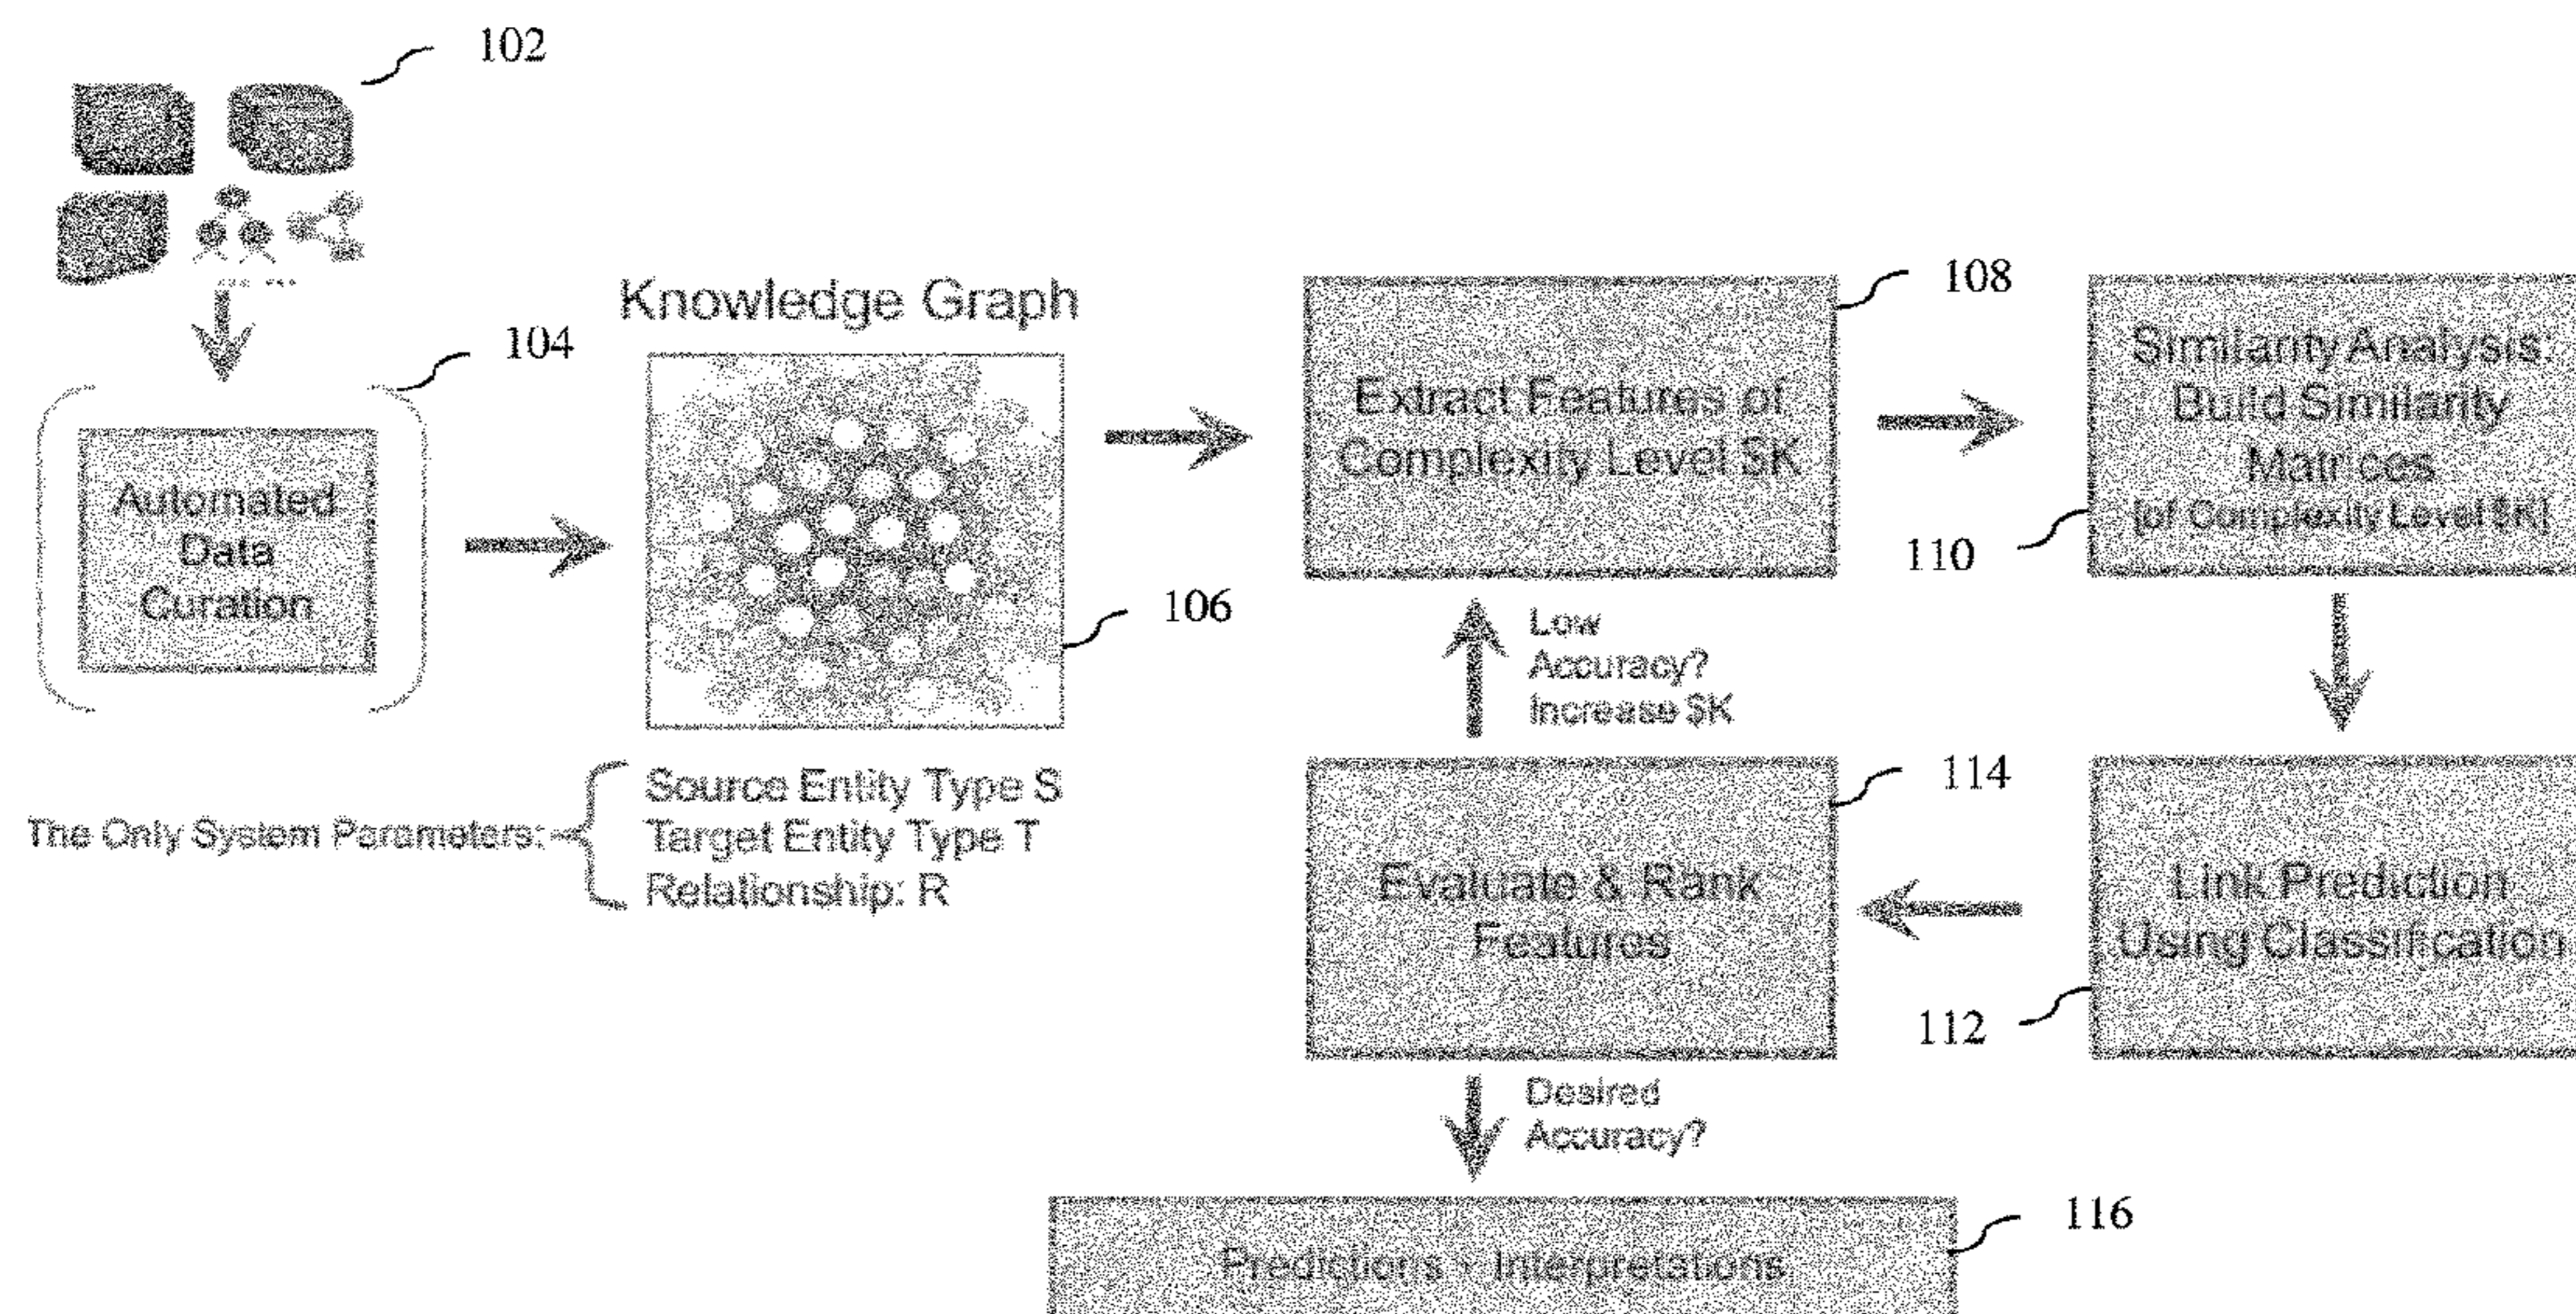 102
104
Automated
Data
Curation
Knowledge Graph
106
The Only System Parameters:
Source Entity Type S
Target Entity Type T
Relationship: R
108
Extract Features of
Complexity Level $K
Similarity Analysis:
Build Similarity
Matrices
[of Complexity Level $K]
110
Low
Accuracy?
Increase $K
114
Evaluate & Rank
Features
Link Prediction
Using Classification
112
Desired
Accuracy?
116
Predictions + Interpretations